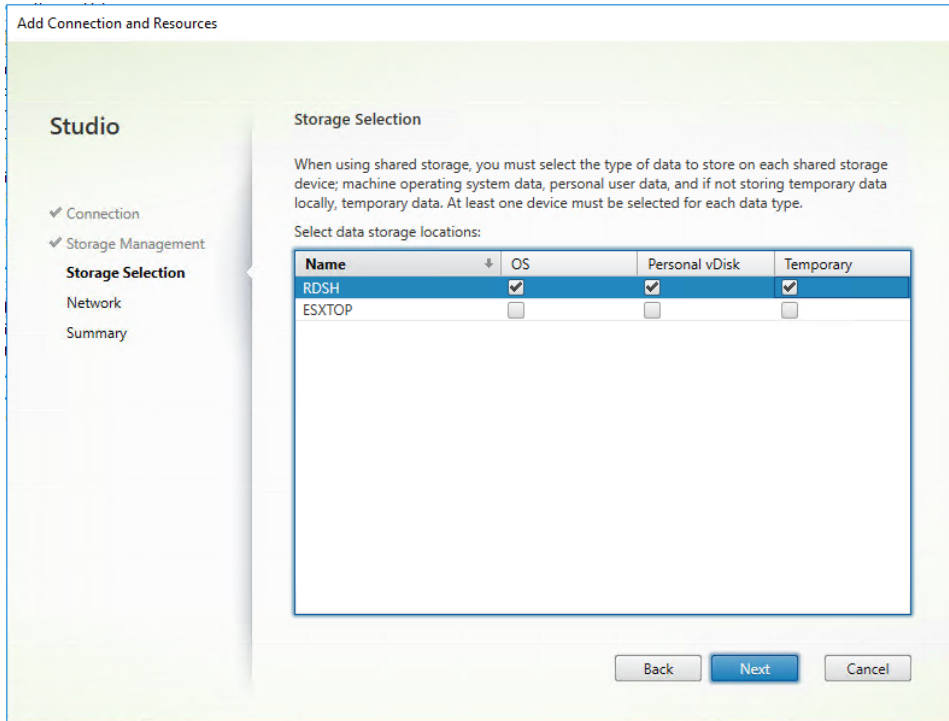 Add Connection and Resources
Studio
Connection
Storage Management
Storage Selection
Network
Summary
Storage Selection
When using shared storage, you must select the type of data to store on each shared storage
device; machine operating system data, personal user data, and if not storing temporary data
locally, temporary data. At least one device must be selected for each data type.
Select data storage locations:
Name OS Personal vDisk Temporary
RDSH
ESXTOP
Back Next Cancel